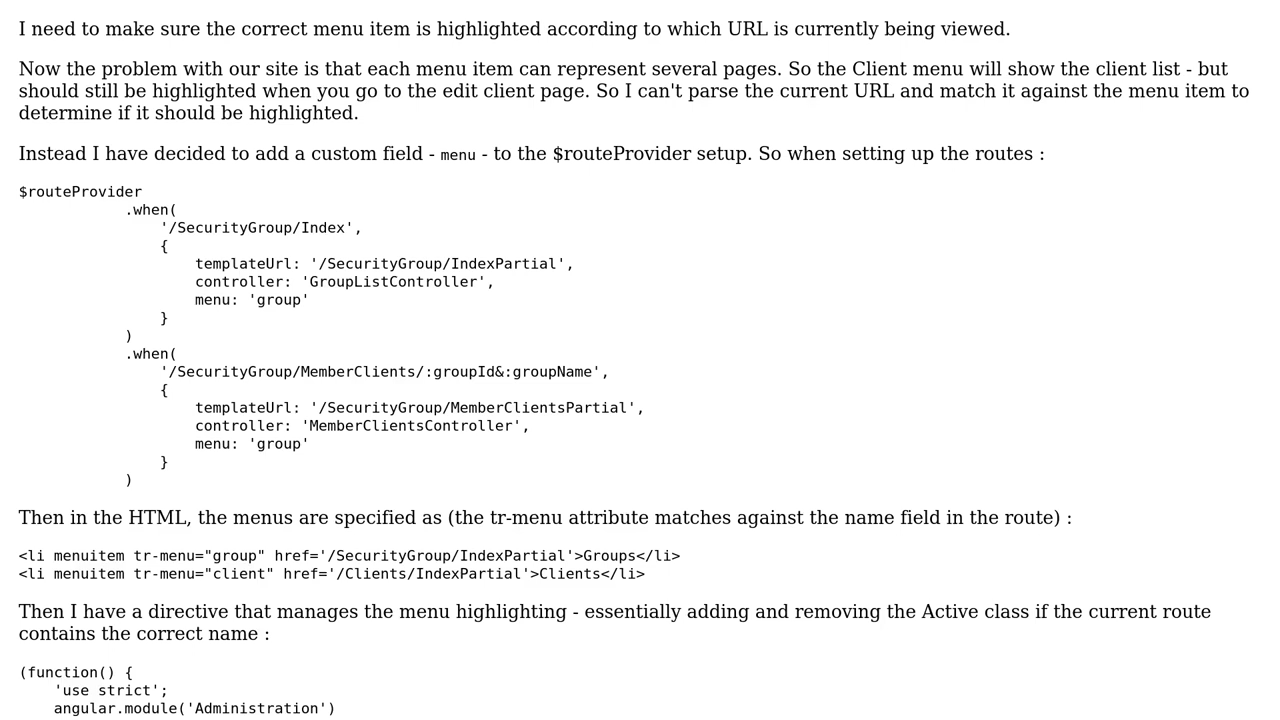 I need to make sure the correct menu item is highlighted according to which URL is currently being viewed.
Now the problem with our site is that each menu item can represent several pages. So the Client menu will show the client list - but
should still be highlighted when you go to the edit client page. So I can't parse the current URL and match it against the menu item to
determine if it should be highlighted.
Instead I have decided to add a custom field - menu - to the $routeProvider setup. So when setting up the routes :
$routeProvider
            .when(
                '/SecurityGroup/Index',
                {
                    templateUrl: '/SecurityGroup/IndexPartial',
                    controller: 'GroupListController',
                    menu: 'group'
                }
            )
            .when(
                '/SecurityGroup/MemberClients/:groupId&:groupName',
                {
                    templateUrl: '/SecurityGroup/MemberClientsPartial',
                    controller: 'MemberClientsController',
                    menu: 'group'
                }
            )
Then in the HTML, the menus are specified as (the tr-menu attribute matches against the name field in the route) :
<li menuitem tr-menu="group" href='/SecurityGroup/IndexPartial'>Groups</li>
<li menuitem tr-menu="client" href='/Clients/IndexPartial'>Clients</li>
Then I have a directive that manages the menu highlighting - essentially adding and removing the Active class if the current route
contains the correct name :
(function() {
    'use strict';
    angular.module('Administration')